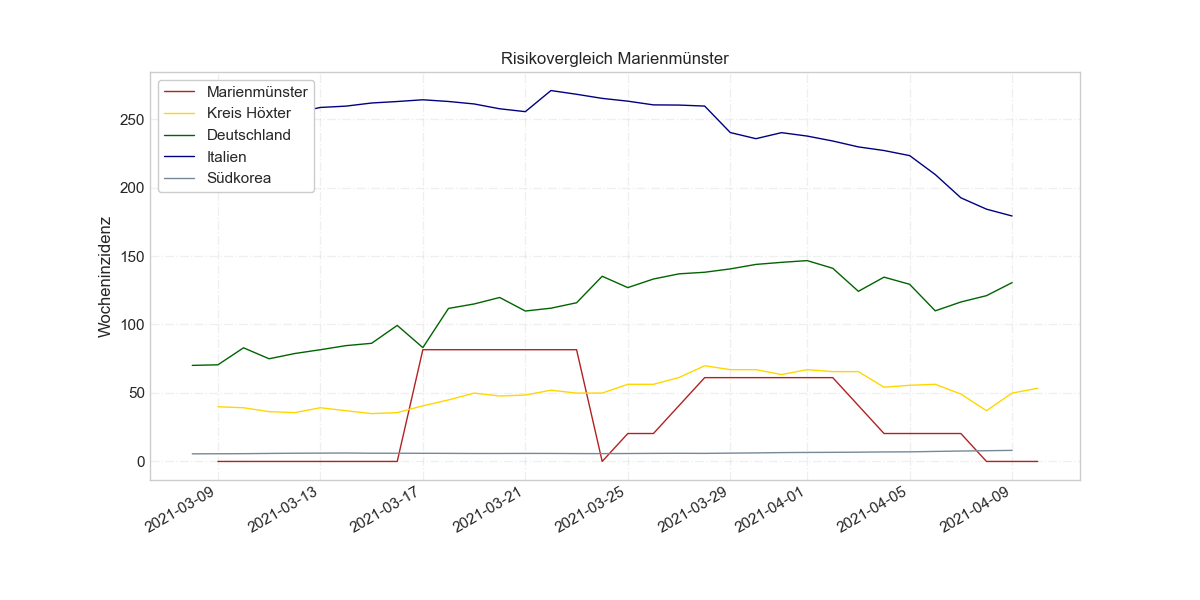 Risikovergleich Marienmünster
Marienmünster
Kreis Höxter
Deutschland
Italien
Südkorea
Wocheninzidenz
250
200
150
100
50
0
2021-03-09
2021-03-13
2021-03-17
2021-03-21
2021-03-25
2021-03-29
2021-04-01
2021-04-05
2021-04-09